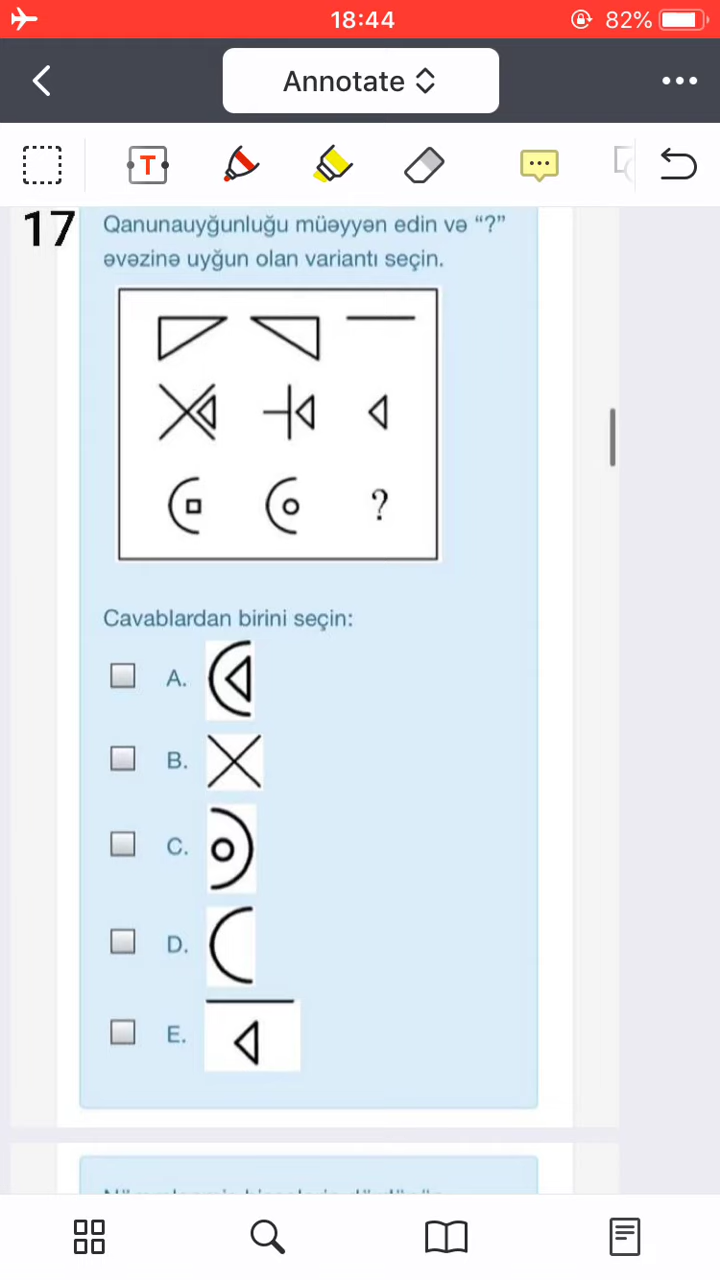 18:44
82%
Annotate
T
17
Qanunauyğunluğu müəyyən edin və “?”
əvəzinə uyğun olan variantı seçin.
?
Cavablardan birini seçin:
A.
B.
C.
D.
E.